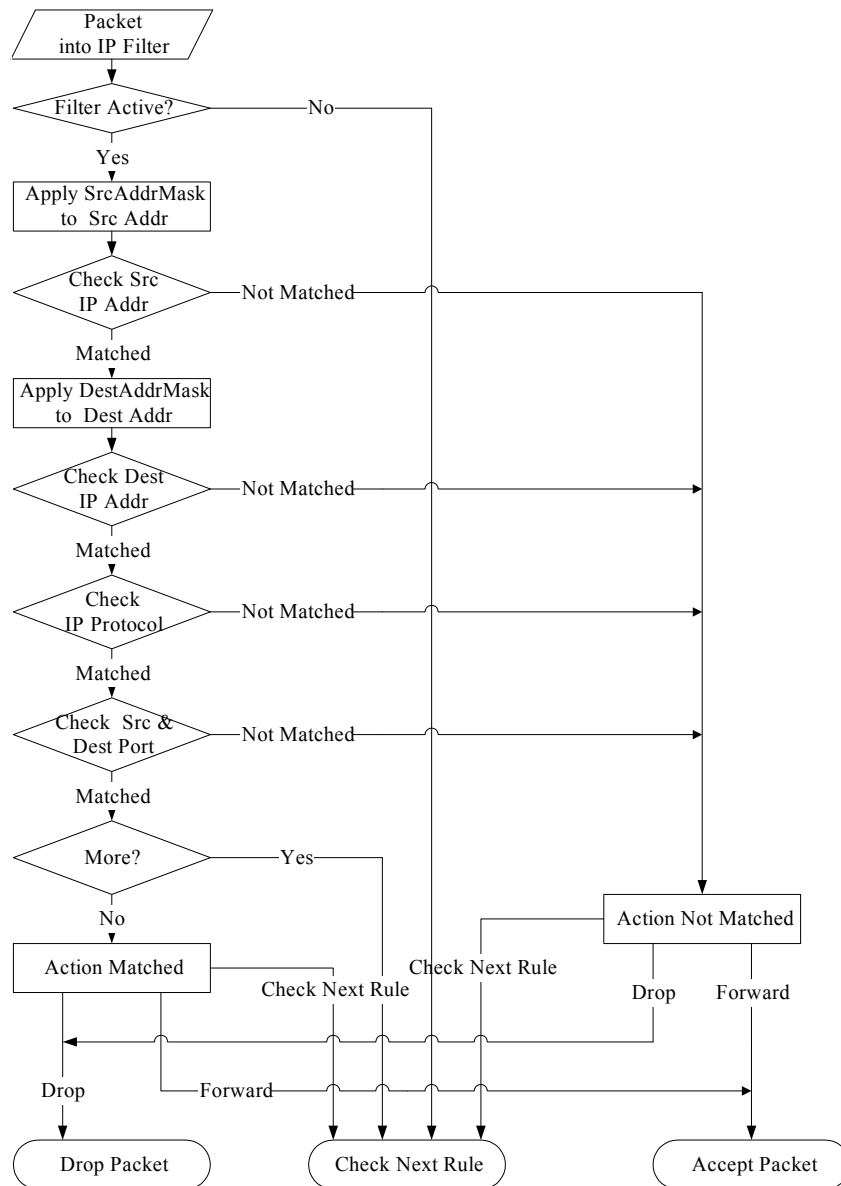 Packet
into IP Filter
Filter Active?
No
Yes
Apply SrcAddrMask
to Src Addr
Check Src
IP Addr
Not Matched
Matched
Apply DestAddrMask
to Dest Addr
Check Dest
IP Addr
Not Matched
Matched
Check
IP Protocol
Not Matched
Matched
Check Src &
Dest Port
Not Matched
Matched
More?
Yes
No
Action Matched
Check Next Rule
Action Not Matched
Check Next Rule
Drop
Forward
Drop
Forward
Drop Packet
Check Next Rule
Accept Packet